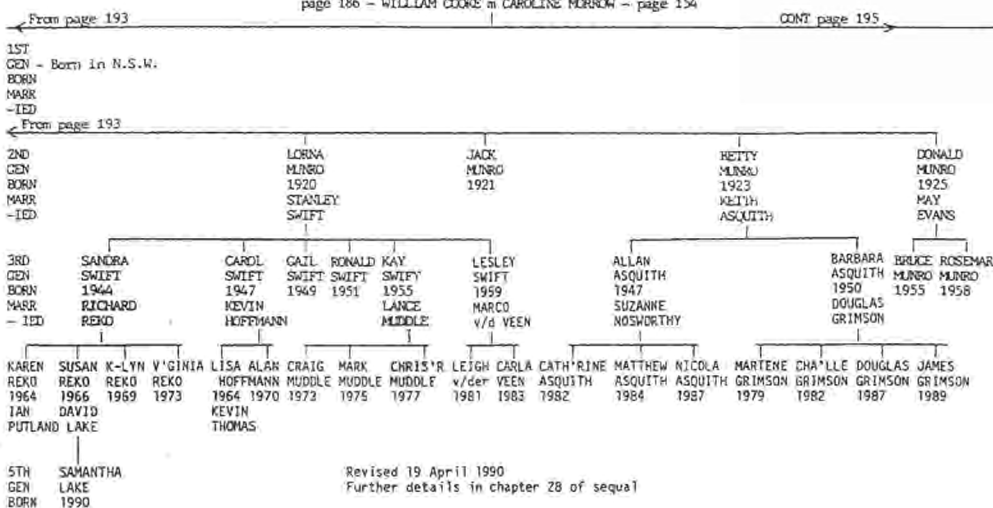 page 186 - WILLIAM COOKE m CAROLINE MORROW - page 154
From page 193 CONT page 195
1ST
GEN - Born in N.S.W.
BORN
MARR
-IED
From page 193
2ND LORNA JACK HETTY DONALD
GEN MUNRO MUNRO MUNRO MUNRO
BORN 1920 1921 1923 1925
MARR STANLEY KEITH MAY
-IED SWIFT ASQUITH EVANS
3RD SANDRA CAROL GAIL RONALD KAY LESLEY ALLAN BARBARA BRUCE ROSEMAR
GEN SWIFT SWIFT SWIFT SWIFT SWIFY SWIFT ASQUITH ASQUITH MUNRO MUNRO
BORN 1944 1947 1949 1951 1955 1959 1947 1950 1955 1958
MARR RICHARD KEVIN LANCE MARCO SUZANNE DOUGLAS
- IED REKO HOFFMANN MUDDLE v/d VEEN NOSWORTHY GRIMSON
KAREN SUSAN K-LYN V'GINIA LISA ALAN CRAIG MARK CHRIS'R LEIGH CARLA CATH'RINE MATTHEW NICOLA MARTENE CHA'LLE DOUGLAS JAMES
REKO REKO REKO REKO HOFFMANN MUDDLE MUDDLE MUDDLE v/der VEEN ASQUITH ASQUITH ASQUITH GRIMSON GRIMSON GRIMSON GRIMSON
1964 1966 1969 1973 1964 1970 1973 1975 1977 1981 1983 1982 1984 1987 1979 1982 1987 1989
IAN DAVID KEVIN
PUTLAND LAKE THOMAS
5TH SAMANTHA Revised 19 April 1990
GEN LAKE Further details in chapter 28 of sequal
BORN 1990